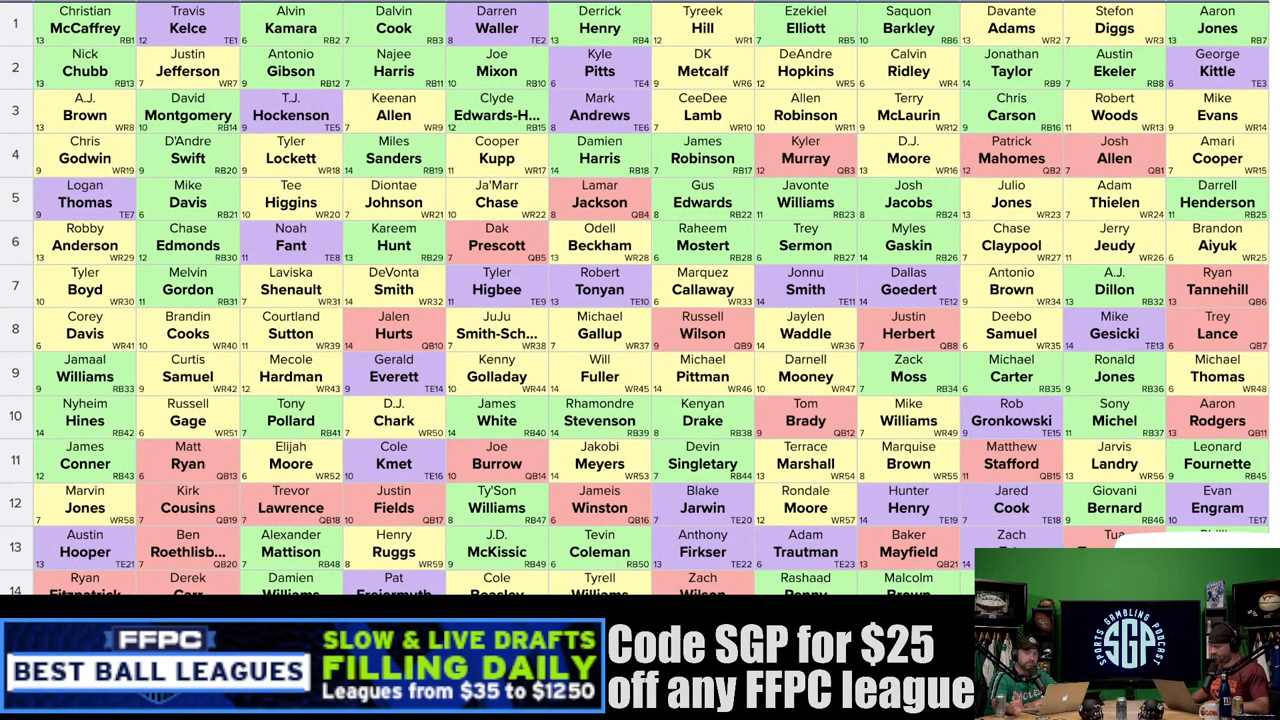 1
Christian McCaffrey 13 RB1
Travis Kelce 12 TE1
Alvin Kamara 6 RB2
Dalvin Cook 7 RB3
Darren Waller 8 TE2
Derrick Henry 13 RB4
Tyreek Hill 12 WR1
Ezekiel Elliott 7 RB5
Saquon Barkley 10 RB6
Davante Adams 13 WR2
Stefon Diggs 7 WR3
Aaron Jones 13 RB7
2
Nick Chubb 13 RB13
Justin Jefferson 7 WR7
Antonio Gibson 9 RB12
Najee Harris 7 RB11
Joe Mixon 10 RB10
Kyle Pitts 6 TE4
DK Metcalf 9 WR6
DeAndre Hopkins 12 WR5
Calvin Ridley 6 WR4
Jonathan Taylor 14 RB9
Austin Ekeler 7 RB8
George Kittle 6 TE3
3
A.J. Brown 13 WR8
David Montgomery 10 RB14
T.J. Hockenson 9 TE5
Keenan Allen 7 WR9
Clyde Edwards-H... 12 RB15
Mark Andrews 8 TE6
CeeDee Lamb 7 WR10
Allen Robinson 10 WR11
Terry McLaurin 9 WR12
Chris Carson 9 RB16
Robert Woods 11 WR13
Mike Evans 9 WR14
4
Chris Godwin 9 WR19
D'Andre Swift 9 RB20
Tyler Lockett 9 WR18
Miles Sanders 14 RB19
Cooper Kupp 11 WR17
Damien Harris 14 RB18
James Robinson 7 RB17
Kyler Murray 12 QB3
D.J. Moore 13 WR16
Patrick Mahomes 12 QB2
Josh Allen 7 QB1
Amari Cooper 7 WR15
5
Logan Thomas 9 TE7
Mike Davis 6 RB21
Tee Higgins 10 WR20
Diontae Johnson 7 WR21
Ja'Marr Chase 10 WR22
Lamar Jackson 8 QB4
Gus Edwards 8 RB22
Javonte Williams 11 RB23
Josh Jacobs 8 RB24
Julio Jones 13 WR23
Adam Thielen 7 WR24
Darrell Henderson 11 RB25
6
Robby Anderson 13 WR29
Chase Edmonds 12 RB30
Noah Fant 11 TE8
Kareem Hunt 13 RB29
Dak Prescott 7 QB5
Odell Beckham 13 WR28
Raheem Mostert 6 RB28
Trey Sermon 6 RB27
Myles Gaskin 14 RB26
Chase Claypool 7 WR27
Jerry Jeudy 11 WR26
Brandon Aiyuk 6 WR25
7
Tyler Boyd 10 WR30
Melvin Gordon 11 RB31
Laviska Shenault 7 WR31
DeVonta Smith 14 WR32
Tyler Higbee 11 TE9
Robert Tonyan 13 TE10
Marquez Callaway 6 WR33
Jonnu Smith 14 TE11
Dallas Goedert 14 TE12
Antonio Brown 9 WR34
A.J. Dillon 13 RB32
Ryan Tannehill 13 QB6
8
Corey Davis 6 WR41
Brandin Cooks 10 WR40
Courtland Sutton 11 WR39
Jalen Hurts 14 QB10
JuJu Smith-Sch... 7 WR38
Michael Gallup 7 WR37
Russell Wilson 9 QB9
Jaylen Waddle 14 WR36
Justin Herbert 7 QB8
Deebo Samuel 6 WR35
Mike Gesicki 14 TE13
Trey Lance 6 QB7
9
Jamaal Williams 9 RB33
Curtis Samuel 9 WR42
Mecole Hardman 12 WR43
Gerald Everett 9 TE14
Kenny Golladay 10 WR44
Will Fuller 14 WR45
Michael Pittman 14 WR46
Darnell Mooney 10 WR47
Zack Moss 7 RB34
Michael Carter 6 RB35
Ronald Jones 9 RB36
Michael Thomas 6 WR48
10
Nyheim Hines 14 RB42
Russell Gage 6 WR51
Tony Pollard 7 RB41
D.J. Chark 7 WR50
James White 14 RB40
Rhamondre Stevenson 14 RB39
Kenyan Drake 8 RB38
Tom Brady 9 QB12
Mike Williams 7 WR49
Rob Gronkowski 9 TE15
Sony Michel 11 RB37
Aaron Rodgers 13 QB11
11
James Conner 12 RB43
Matt Ryan 6 QB13
Elijah Moore 6 WR52
Cole Kmet 10 TE16
Joe Burrow 10 QB14
Jakobi Meyers 14 WR53
Devin Singletary 7 RB44
Terrace Marshall 13 WR54
Marquise Brown 8 WR55
Matthew Stafford 11 QB15
Jarvis Landry 13 WR56
Leonard Fournette 9 RB45
12
Marvin Jones 7 WR58
Kirk Cousins 7 QB19
Trevor Lawrence 7 QB18
Justin Fields 10 QB17
Ty'Son Williams 8 RB47
Jameis Winston 6 QB16
Blake Jarwin 7 TE20
Rondale Moore 12 WR57
Hunter Henry 14 TE19
Jared Cook 7 TE18
Giovani Bernard 9 RB46
Evan Engram 10 TE17
13
Austin Hooper 13 TE21
Ben Roethlisb... 7 QB20
Alexander Mattison 7 RB48
Henry Ruggs 8 WR59
J.D. McKissic 9 RB49
Tevin Coleman 6 RB50
Anthony Firkser 13 TE22
Adam Trautman 6 TE23
Baker Mayfield 13 QB21
Zach 14
Tua
14
Ryan Fitzpatrick
Derek Carr
Damien Williams
Pat Freiermuth
Cole Beasley
Tyrell Williams
Zach Wilson
Rashaad Penny
Malcolm Brown
FFPC
BEST BALL LEAGUES
SLOW & LIVE DRAFTS
FILLING DAILY
Leagues from $35 to $1250
Code SGP for $25
off any FFPC league
SPORTS GAMBLING PODCAST
SGP